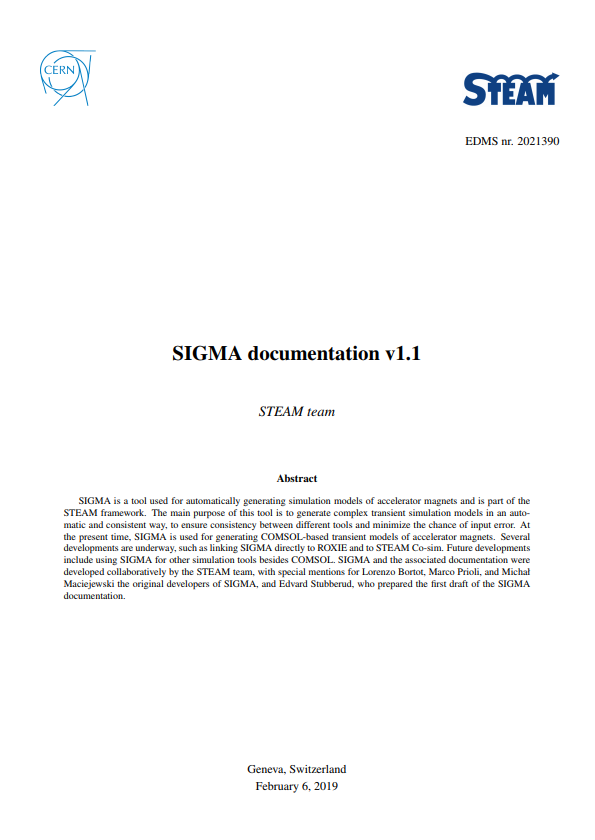 CERN
STEAM
EDMS nr. 2021390
SIGMA documentation v1.1
STEAM team
Abstract
SIGMA is a tool used for automatically generating simulation models of accelerator magnets and is part of the
STEAM framework. The main purpose of this tool is to generate complex transient simulation models in an auto-
matic and consistent way, to ensure consistency between different tools and minimize the chance of input error. At
the present time, SIGMA is used for generating COMSOL-based transient models of accelerator magnets. Several
developments are underway, such as linking SIGMA directly to ROXIE and to STEAM Co-sim. Future developments
include using SIGMA for other simulation tools besides COMSOL. SIGMA and the associated documentation were
developed collaboratively by the STEAM team, with special mentions for Lorenzo Bortot, Marco Prioli, and Michał
Maciejewski the original developers of SIGMA, and Edvard Stubberud, who prepared the first draft of the SIGMA
documentation.
Geneva, Switzerland
February 6, 2019